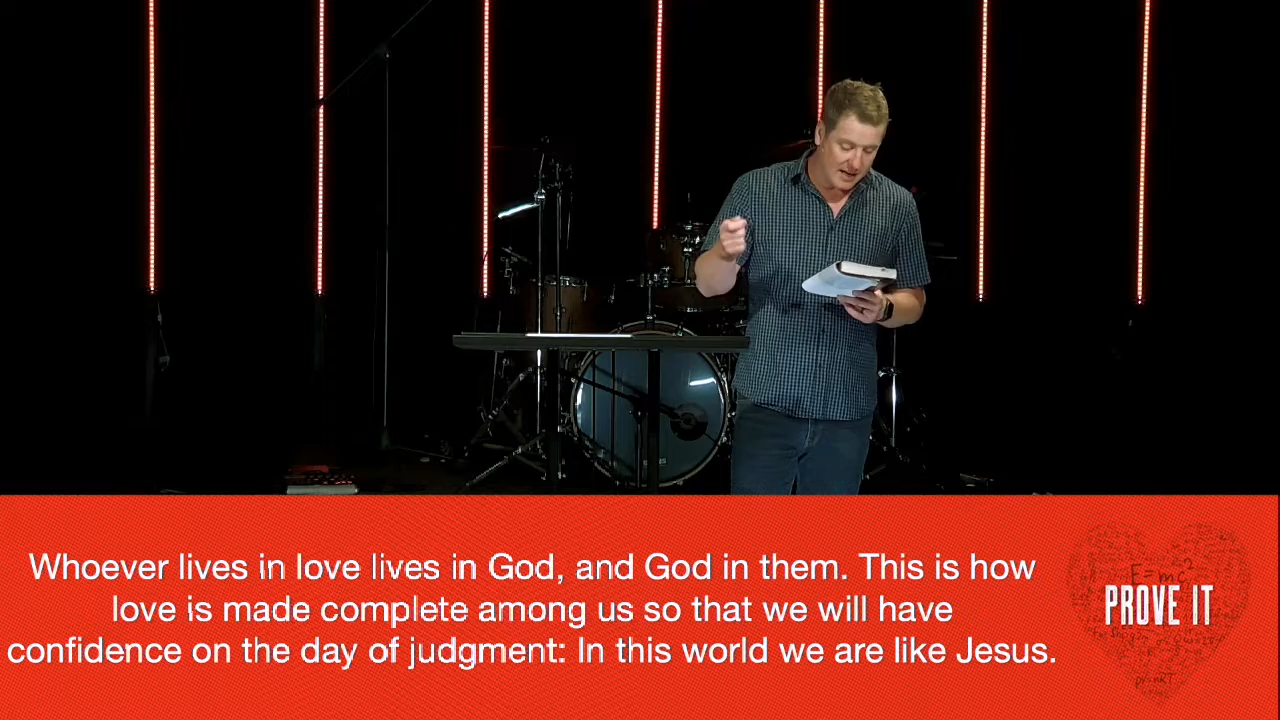 Whoever lives in love lives in God, and God in them. This is how
love is made complete among us so that we will have
confidence on the day of judgment: In this world we are like Jesus.
E=mc²
PROVE IT